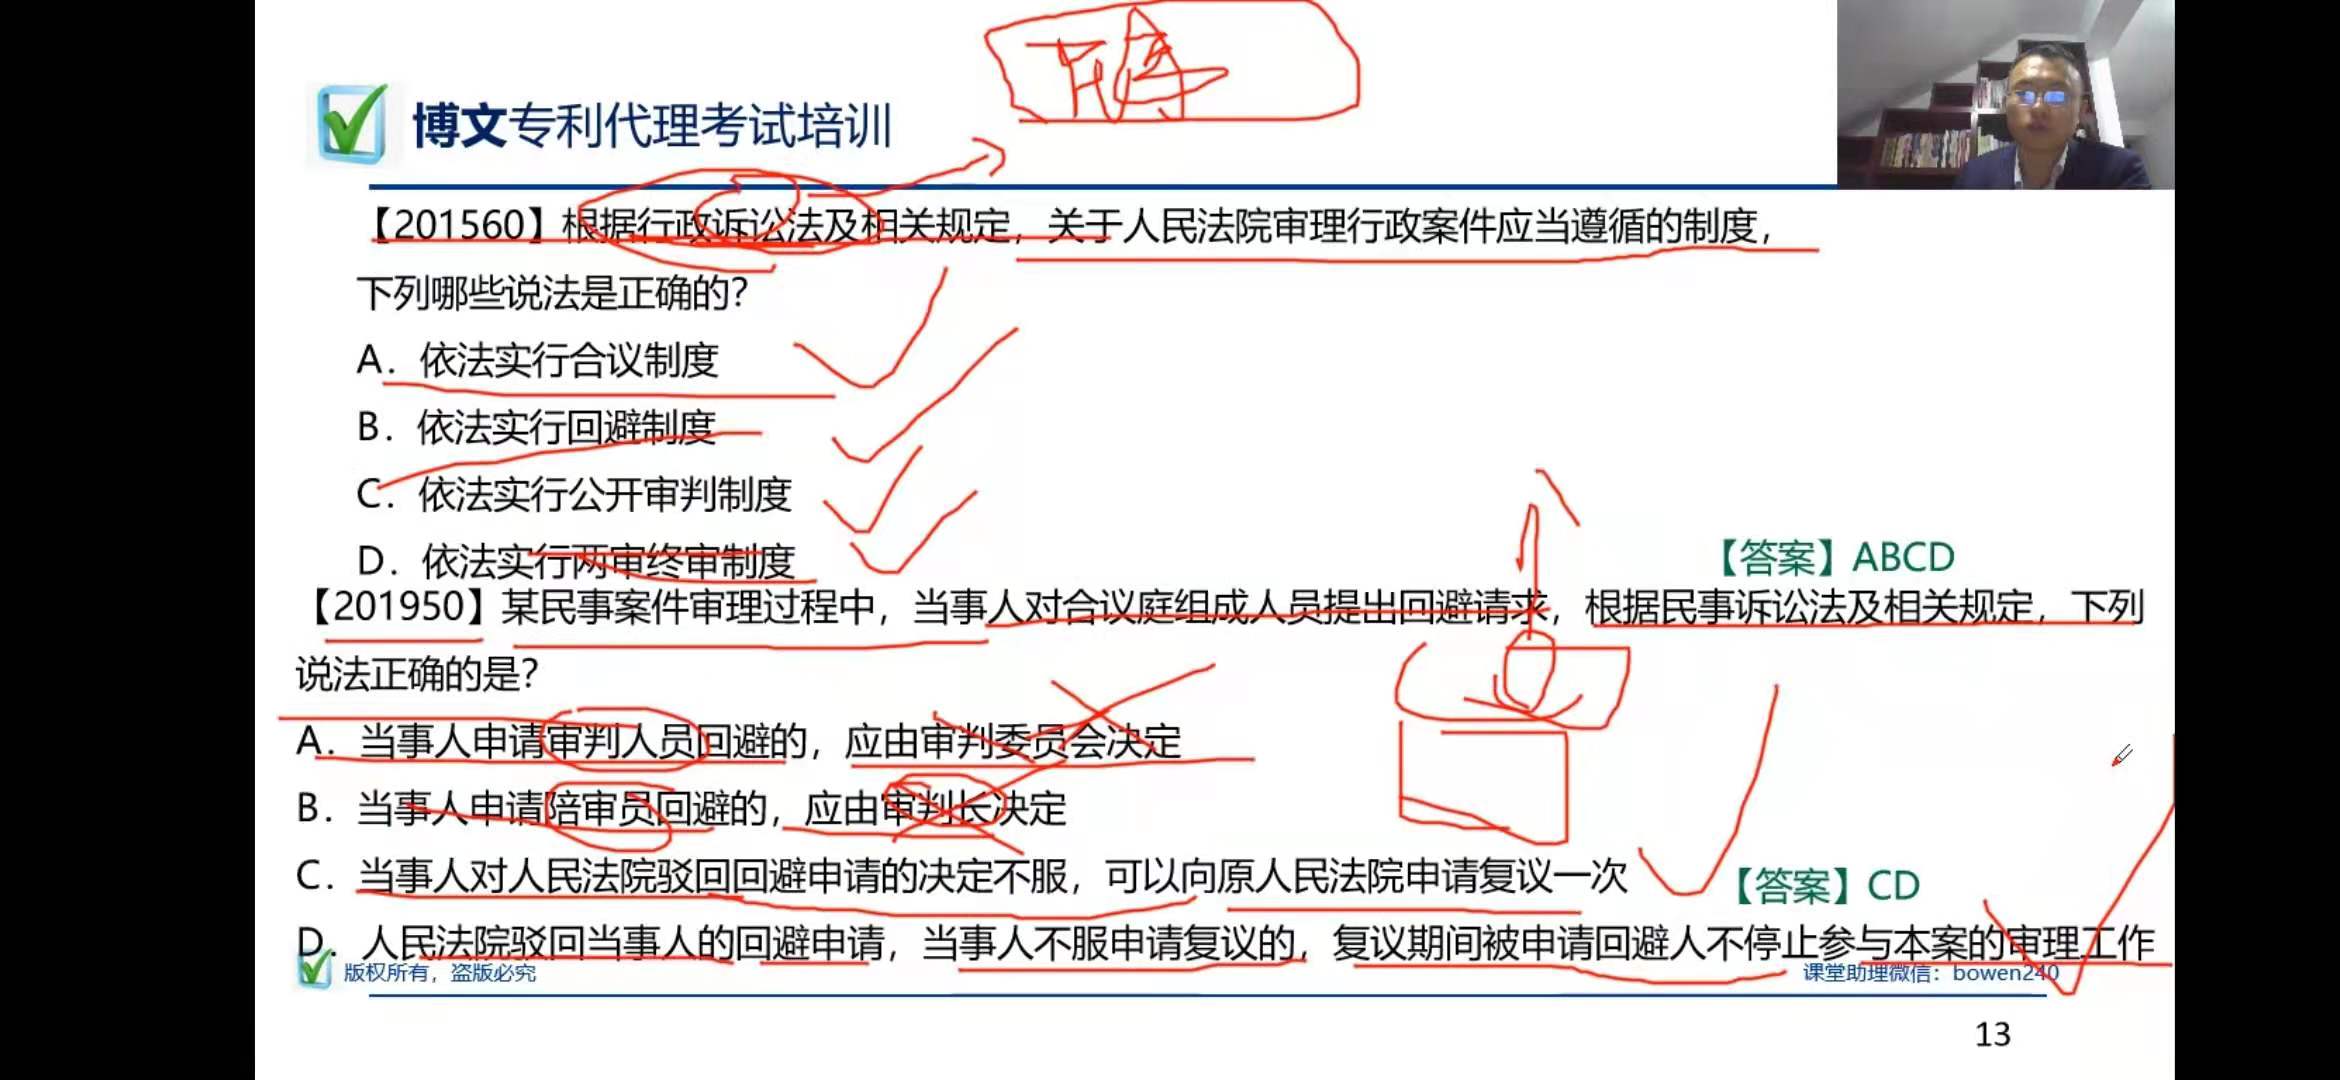 博文专利代理考试培训
【201560】根据行政诉讼法及相关规定，关于人民法院审理行政案件应当遵循的制度，
下列哪些说法是正确的？
A．依法实行合议制度
B．依法实行回避制度
C．依法实行公开审判制度
D．依法实行两审终审制度
【答案】ABCD
【201950】某民事案件审理过程中，当事人对合议庭组成人员提出回避请求，根据民事诉讼法及相关规定，下列
说法正确的是？
A．当事人申请审判人员回避的，应由审判委员会决定
B．当事人申请陪审员回避的，应由审判长决定
C．当事人对人民法院驳回回避申请的决定不服，可以向原人民法院申请复议一次
【答案】CD
D．人民法院驳回当事人的回避申请，当事人不服申请复议的，复议期间被申请回避人不停止参与本案的审理工作
版权所有，盗版必究
课堂助理微信：bowen240
13